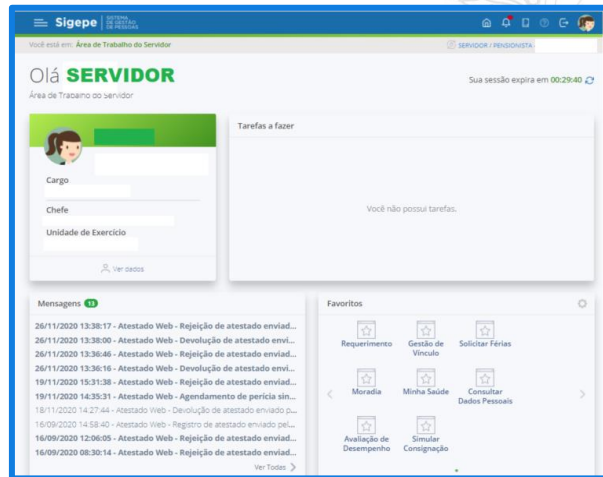 Sigepe SISTEMA DE GESTÃO DE PESSOAS
Você está em: Área de Trabalho do Servidor
SERVIDOR / PENSIONISTA -
Olá SERVIDOR
Área de Trabalho do Servidor
Sua sessão expira em 00:29:40
Cargo
Chefe
Unidade de Exercício
Ver dados
Tarefas a fazer
Você não possui tarefas.
Mensagens 13
26/11/2020 13:38:17 - Atestado Web - Rejeição de atestado enviad...
26/11/2020 13:38:00 - Atestado Web - Devolução de atestado envi...
26/11/2020 13:36:46 - Atestado Web - Rejeição de atestado enviad...
26/11/2020 13:36:16 - Atestado Web - Devolução de atestado envi...
19/11/2020 15:31:38 - Atestado Web - Rejeição de atestado enviad...
19/11/2020 14:35:31 - Atestado Web - Agendamento de perícia sin...
18/11/2020 14:27:44 - Atestado Web - Devolução de atestado enviado p...
16/09/2020 14:58:40 - Atestado Web - Registro de atestado enviado pel...
16/09/2020 12:06:05 - Atestado Web - Rejeição de atestado enviad...
16/09/2020 08:30:14 - Atestado Web - Rejeição de atestado enviad...
Ver Todas
Favoritos
Requerimento
Gestão de Vínculo
Solicitar Férias
Moradia
Minha Saúde
Consultar Dados Pessoais
Avaliação de Desempenho
Simular Consignação